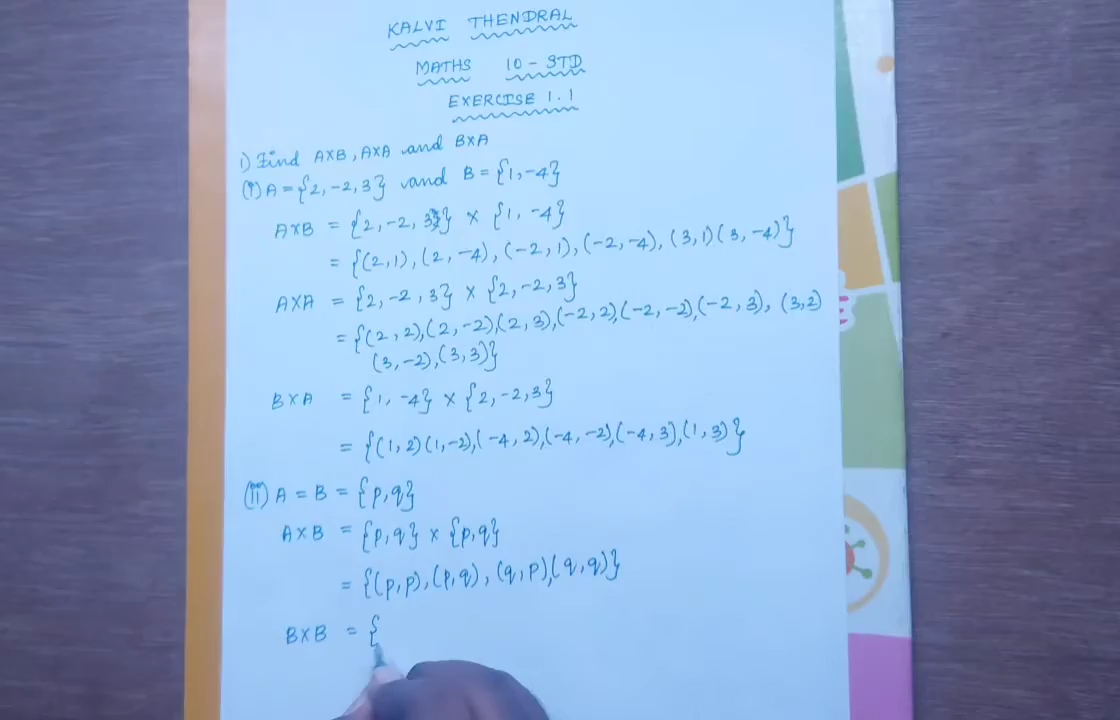 KALVI THENDRAL
MATHS 10-STD
EXERCISE 1.1
1) Find A×B, A×A and B×A
(i) A = {2, -2, 3} and B = {1, -4}
A×B = {2, -2, 3} × {1, -4}
= {(2,1), (2, -4), (-2, 1), (-2, -4), (3,1) (3, -4)}
A×A = {2, -2, 3} × {2, -2, 3}
= {(2, 2), (2, -2) (2, 3), (-2, 2), (-2, -2), (-2, 3), (3,2)
(3, -2), (3, 3)}
B×A = {1, -4} × {2, -2, 3}
= {(1, 2) (1, -2), (-4, 2), (-4, -2), (-4, 3), (1, 3)}
(ii) A = B = {p, q}
A×B = {p, q} × {p, q}
= {(p, p), (p, q), (q, p), (q, q)}
B×B = {